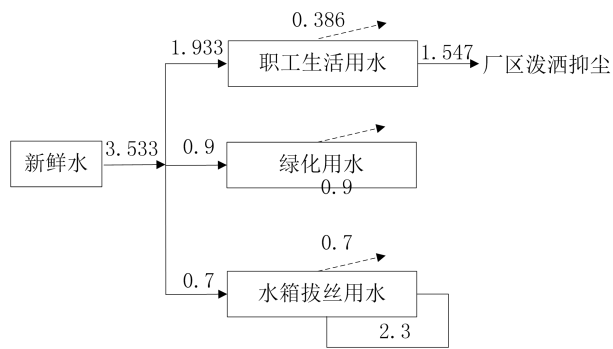 0.386
1.933
职工生活用水
1.547
厂区泼洒抑尘
新鲜水
3.533
0.9
绿化用水
0.9
0.7
0.7
水箱拔丝用水
2.3